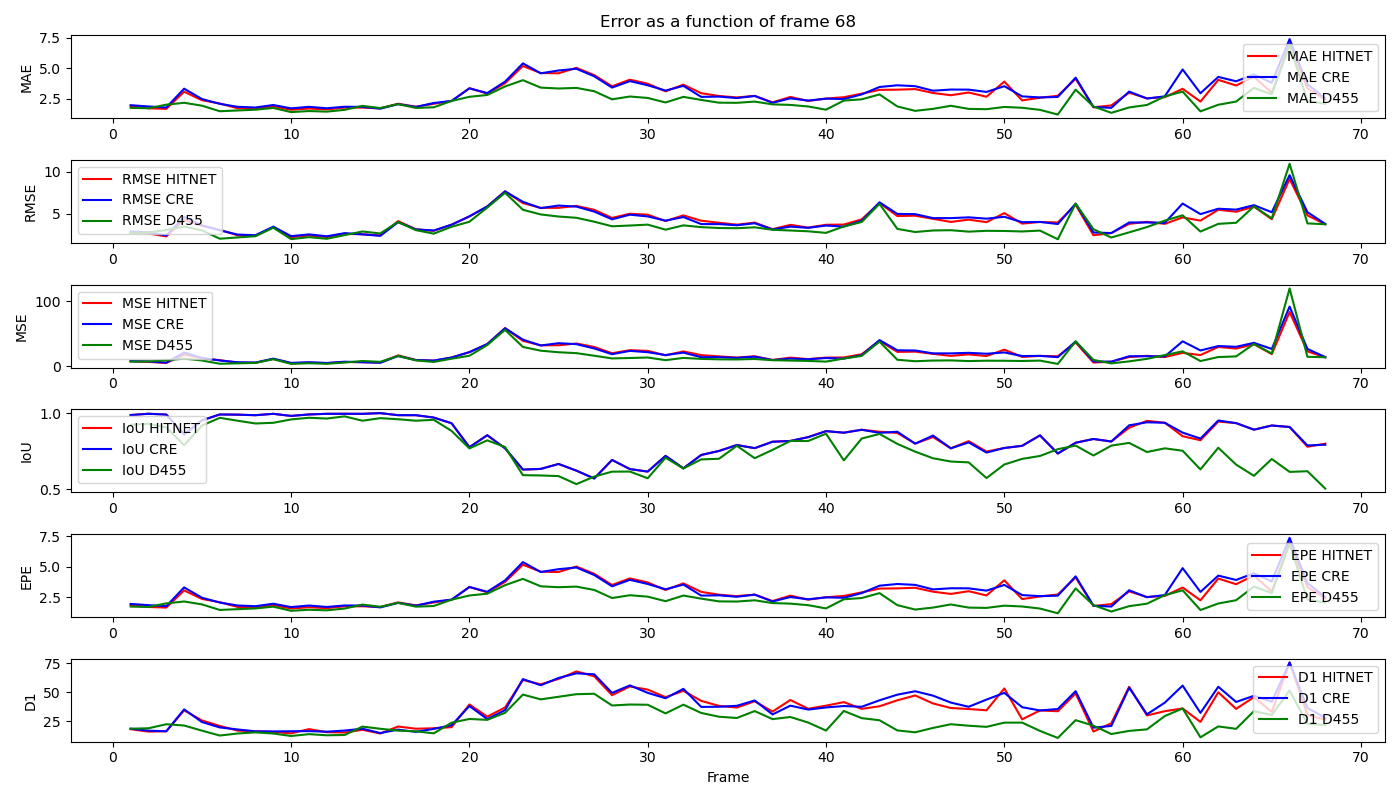 Error as a function of frame 68
MAE
7.5
5.0
2.5
MAE HITNET
MAE CRE
MAE D455
0 10 20 30 40 50 60 70
RMSE
10
5
RMSE HITNET
RMSE CRE
RMSE D455
0 10 20 30 40 50 60 70
MSE
100
0
MSE HITNET
MSE CRE
MSE D455
0 10 20 30 40 50 60 70
IoU
1.0
0.5
IoU HITNET
IoU CRE
IoU D455
0 10 20 30 40 50 60 70
EPE
7.5
5.0
2.5
EPE HITNET
EPE CRE
EPE D455
0 10 20 30 40 50 60 70
D1
75
50
25
D1 HITNET
D1 CRE
D1 D455
0 10 20 30 40 50 60 70
Frame